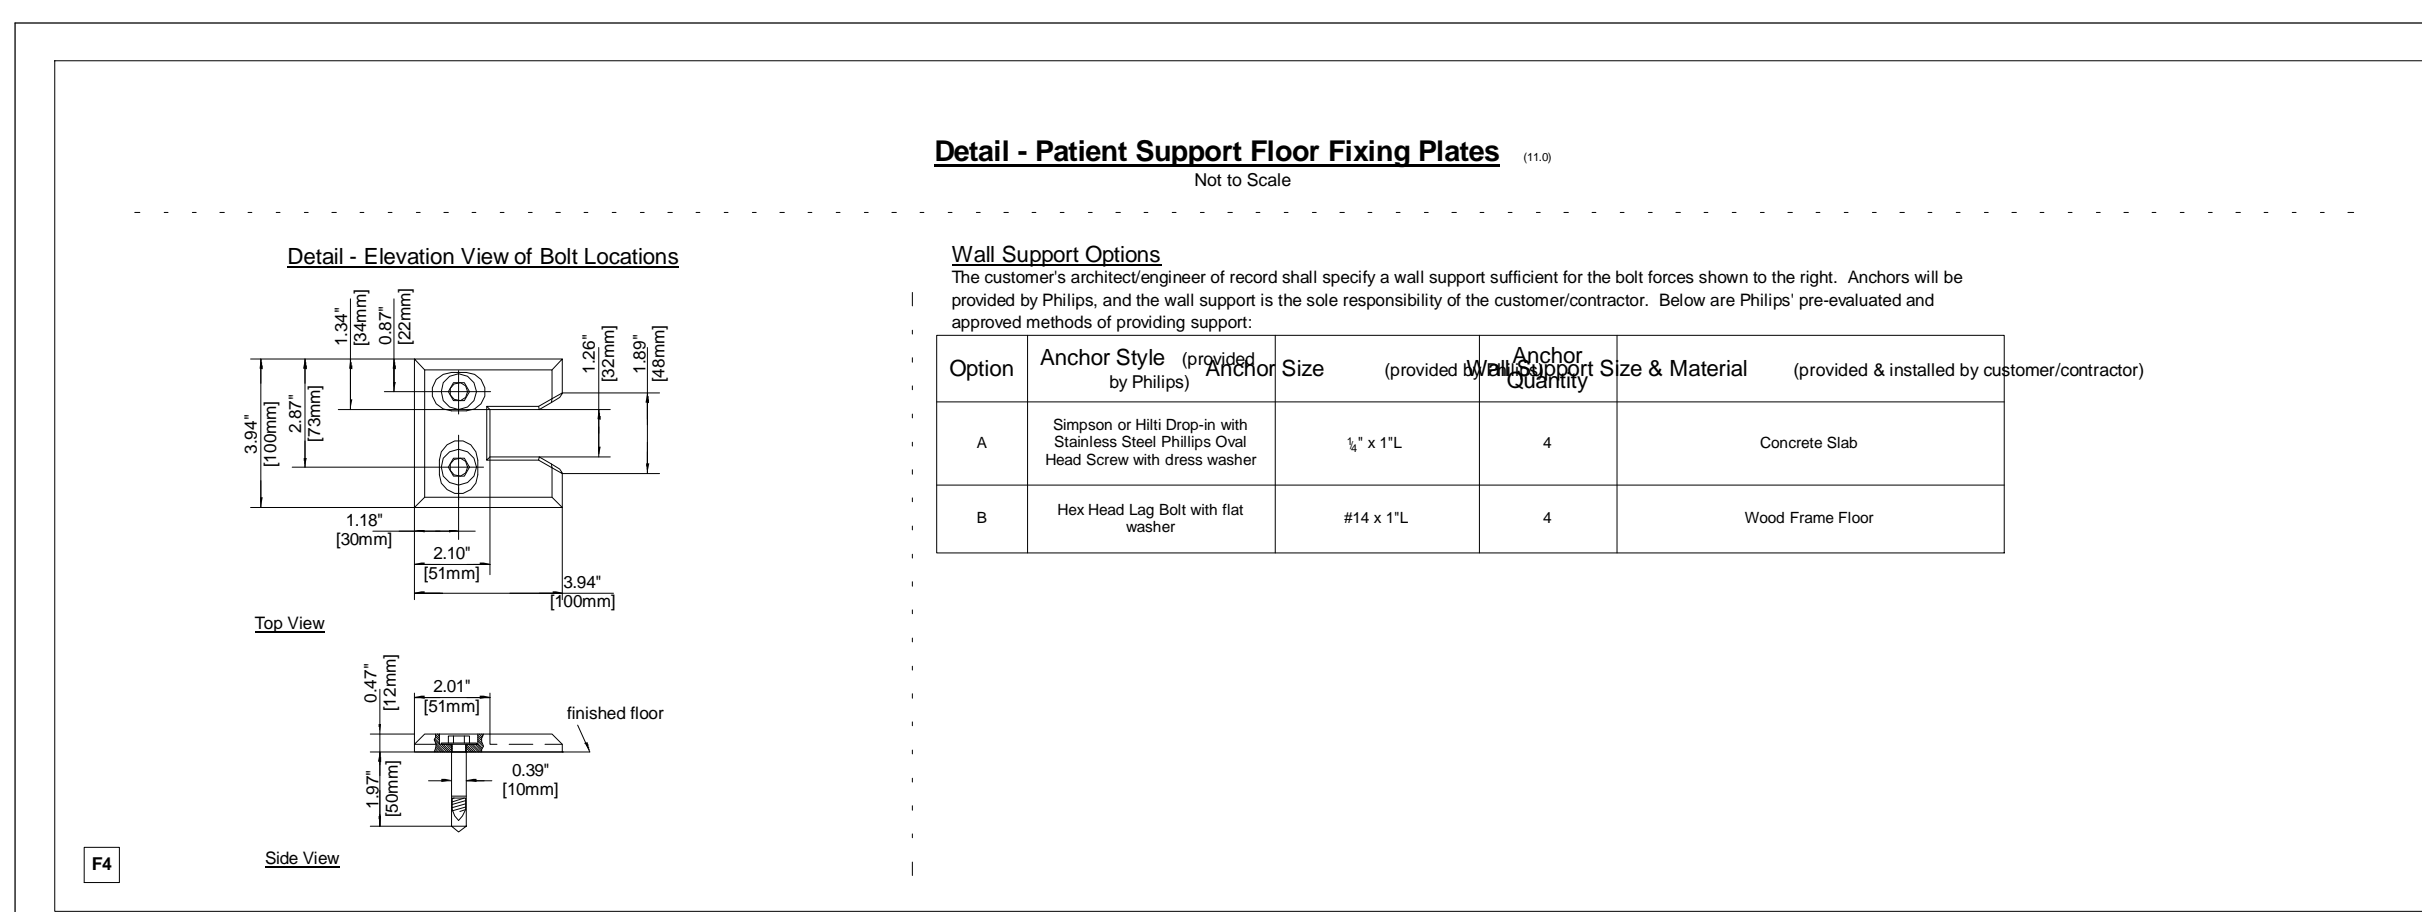 Detail - Patient Support Floor Fixing Plates (11.0)
Not to Scale
Detail - Elevation View of Bolt Locations
1.34"
[34mm]
0.87"
[22mm]
1.26"
[32mm]
1.89"
[48mm]
3.94"
[100mm]
2.87"
[73mm]
1.18"
[30mm]
2.10"
[51mm]
3.94"
[100mm]
Top View
0.47"
[12mm]
2.01"
[51mm]
finished floor
1.97"
[50mm]
0.39"
[10mm]
Side View
F4
Wall Support Options
The customer's architect/engineer of record shall specify a wall support sufficient for the bolt forces shown to the right. Anchors will be
provided by Philips, and the wall support is the sole responsibility of the customer/contractor. Below are Philips' pre-evaluated and
approved methods of providing support:
Option
Anchor Style (provided
by Philips)
Anchor Size (provided by Philips)
Anchor
Quantity
Wall Support Size & Material (provided & installed by customer/contractor)
A
Simpson or Hilti Drop-in with
Stainless Steel Phillips Oval
Head Screw with dress washer
¼" x 1"L
4
Concrete Slab
B
Hex Head Lag Bolt with flat
washer
#14 x 1"L
4
Wood Frame Floor